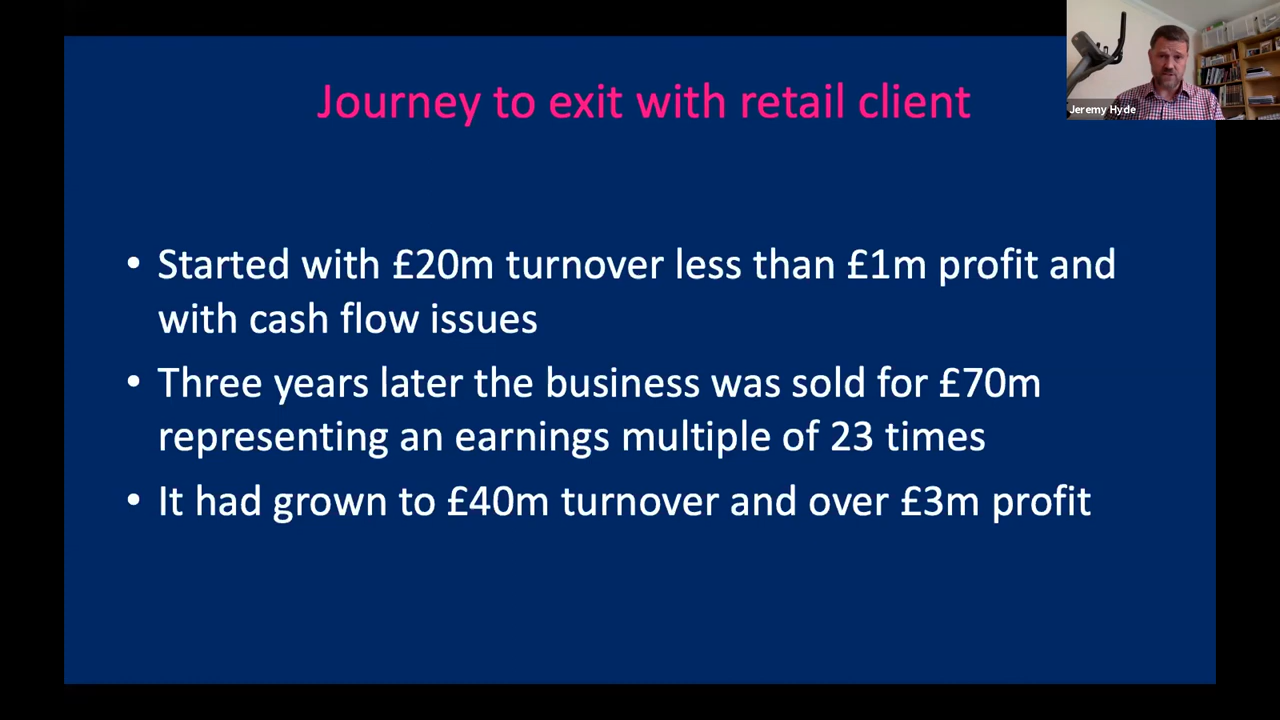 Journey to exit with retail client
Jeremy Hyde
• Started with £20m turnover less than £1m profit and
with cash flow issues
• Three years later the business was sold for £70m
representing an earnings multiple of 23 times
• It had grown to £40m turnover and over £3m profit